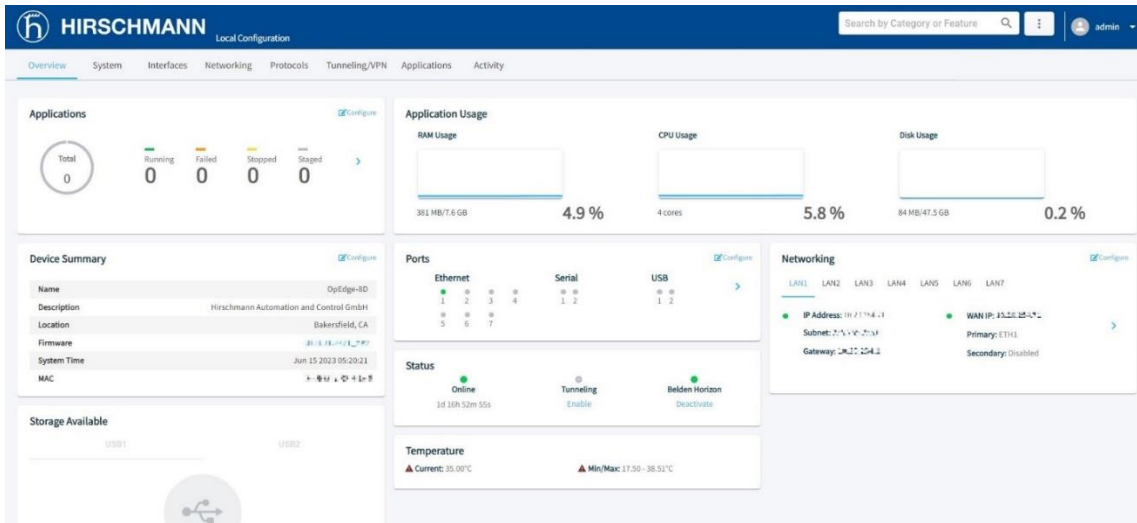 HIRSCHMANN Local Configuration
Search by Category or Feature
admin
Overview System Interfaces Networking Protocols Tunneling/VPN Applications Activity
Applications Configure
Total 0
Running Failed Stopped Staged
0 0 0 0
Application Usage
RAM Usage CPU Usage Disk Usage
381 MB/7.6 GB 4.9 % 4 cores 5.8 % 84 MB/47.5 GB 0.2 %
Device Summary Configure
Name OpEdge-8D
Description Hirschmann Automation and Control GmbH
Location Bakersfield, CA
Firmware
System Time Jun 15 2023 05:20:21
MAC
Storage Available
USB1 USB2
Ports Configure
Ethernet Serial USB
1 2 3 4 1 2 1 2
5 6 7
Status
Online Tunneling Belden Horizon
1d 16h 52m 55s Enable Deactivate
Temperature
Current: 35.00°C Min/Max: 17.50 - 38.51°C
Networking Configure
LAN1 LAN2 LAN3 LAN4 LAN5 LAN6 LAN7
IP Address: WAN IP:
Subnet: Primary: ETH1
Gateway: Secondary: Disabled